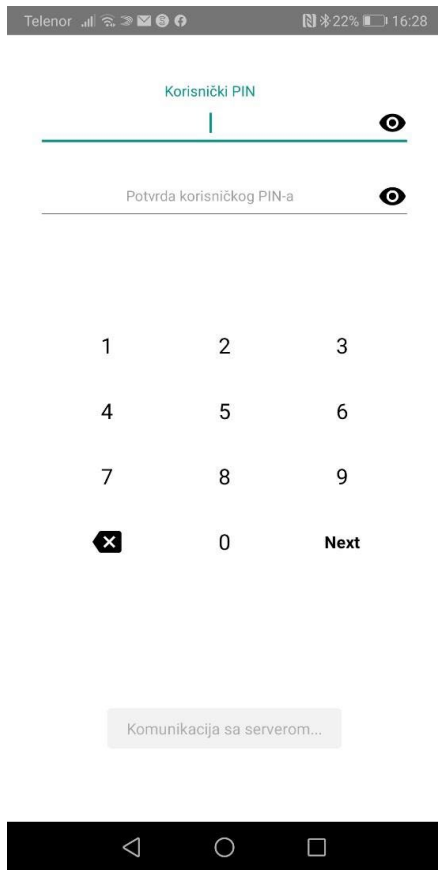 Telenor 22% 16:28
Korisnički PIN
Potvrda korisničkog PIN-a
1 2 3
4 5 6
7 8 9
0 Next
Komunikacija sa serverom...